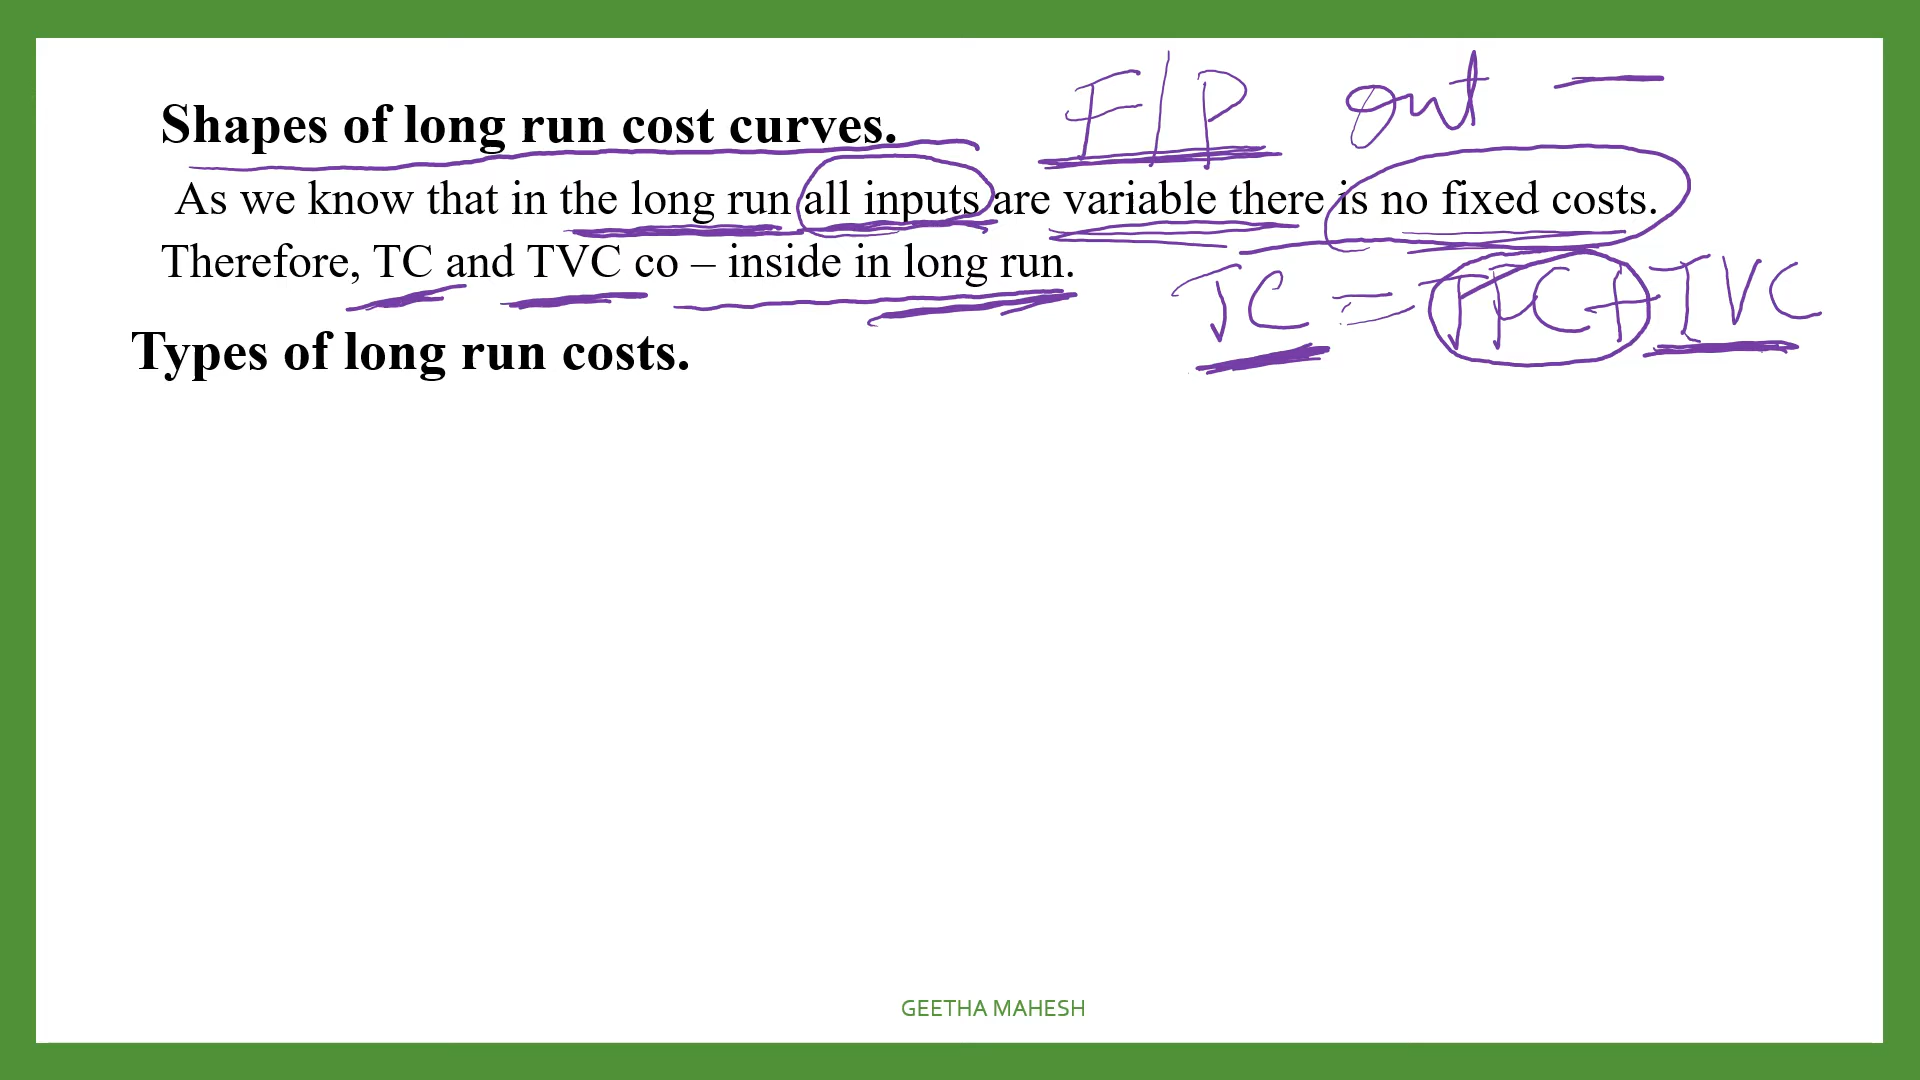 F/P out —
Shapes of long run cost curves.
As we know that in the long run all inputs are variable there is no fixed costs.
Therefore, TC and TVC co – inside in long run.
TC = TFC + TVC
Types of long run costs.
GEETHA MAHESH